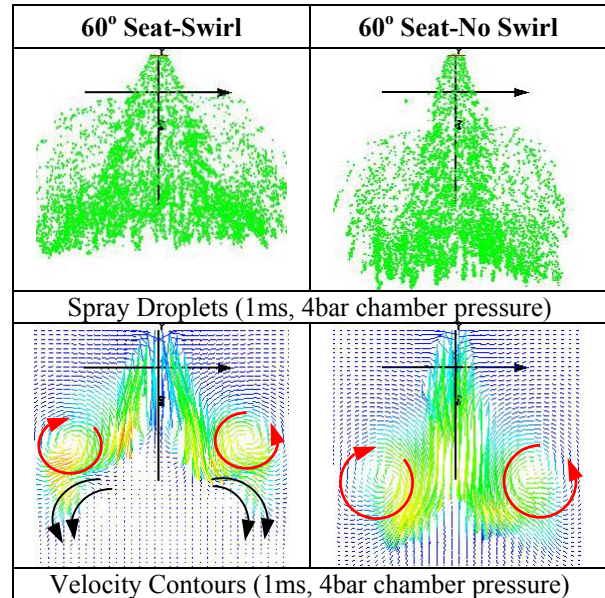 60° Seat-Swirl
60° Seat-No Swirl
Spray Droplets (1ms, 4bar chamber pressure)
Velocity Contours (1ms, 4bar chamber pressure)